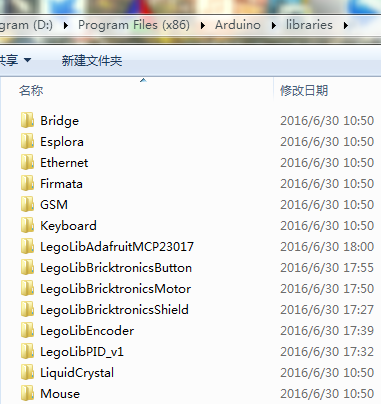 gram (D:) ▸ Program Files (x86) ▸ Arduino ▸ libraries ▸
共享 ▼ 新建文件夹
名称 修改日期
Bridge 2016/6/30 10:50
Esplora 2016/6/30 10:50
Ethernet 2016/6/30 10:50
Firmata 2016/6/30 10:50
GSM 2016/6/30 10:50
Keyboard 2016/6/30 10:50
LegoLibAdafruitMCP23017 2016/6/30 18:00
LegoLibBricktronicsButton 2016/6/30 17:55
LegoLibBricktronicsMotor 2016/6/30 17:50
LegoLibBricktronicsShield 2016/6/30 17:27
LegoLibEncoder 2016/6/30 17:39
LegoLibPID_v1 2016/6/30 17:32
LiquidCrystal 2016/6/30 10:50
Mouse 2016/6/30 10:50